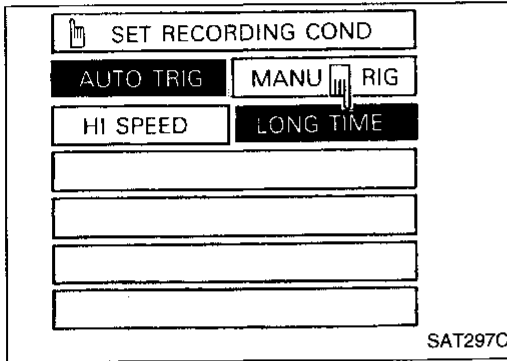 SET RECORDING COND
AUTO TRIG MANU RIG
HI SPEED LONG TIME
SAT297C